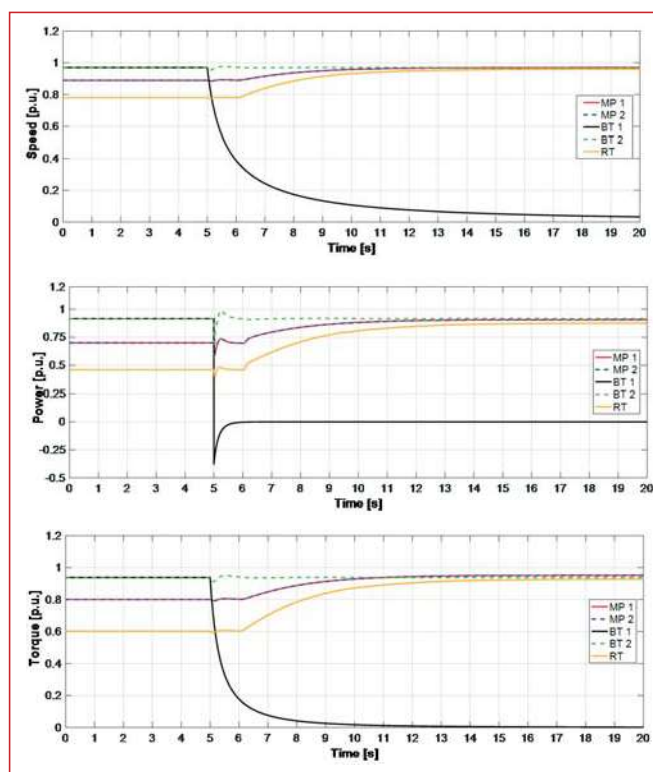 1.2
1
0.8
0.6
0.4
0.2
0
Speed [p.u.]
MP 1
MP 2
BT 1
BT 2
RT
0 1 2 3 4 5 6 7 8 9 10 11 12 13 14 15 16 17 18 19 20
Time [s]
1.2
1
0.75
0.5
0.25
0
-0.25
-0.5
Power [p.u.]
MP 1
MP 2
BT 1
BT 2
RT
0 1 2 3 4 5 6 7 8 9 10 11 12 13 14 15 16 17 18 19 20
Time [s]
1.2
1
0.8
0.6
0.4
0.2
0
Torque [p.u.]
MP 1
MP 2
BT 1
BT 2
RT
0 1 2 3 4 5 6 7 8 9 10 11 12 13 14 15 16 17 18 19 20
Time [s]